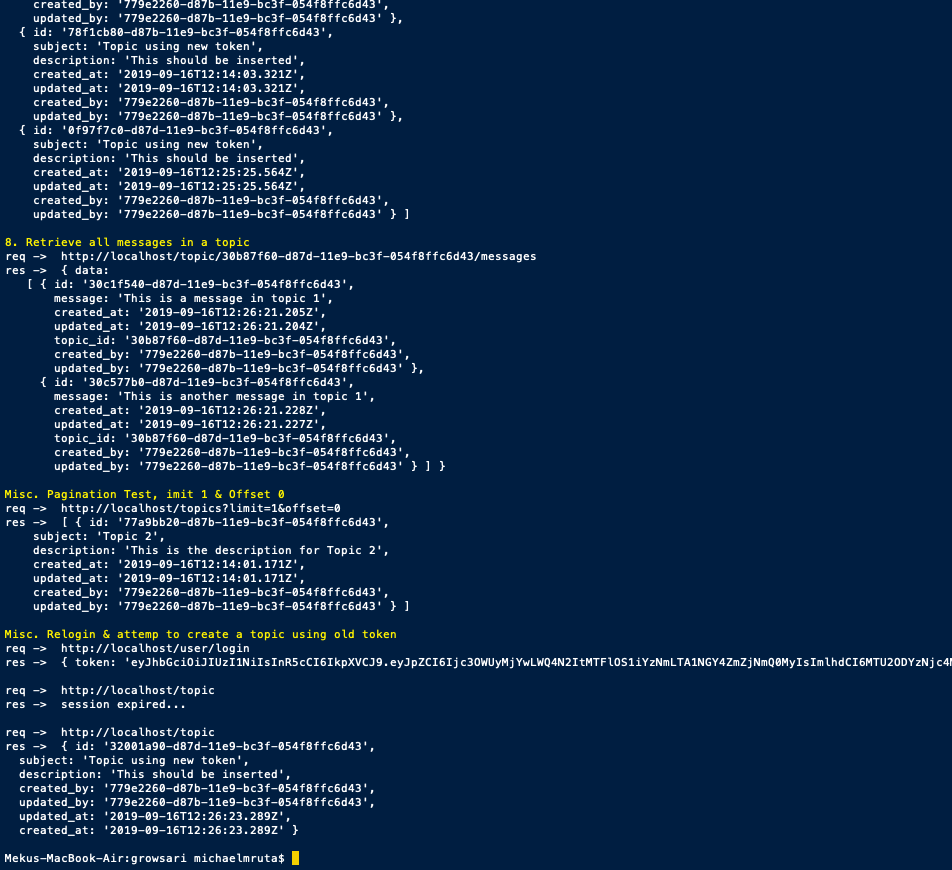 created_by: '779e2260-d87b-11e9-bc3f-054f8ffc6d43',
updated_by: '779e2260-d87b-11e9-bc3f-054f8ffc6d43' },
{ id: '78f1cb80-d87b-11e9-bc3f-054f8ffc6d43',
subject: 'Topic using new token',
description: 'This should be inserted',
created_at: '2019-09-16T12:14:03.321Z',
updated_at: '2019-09-16T12:14:03.321Z',
created_by: '779e2260-d87b-11e9-bc3f-054f8ffc6d43',
updated_by: '779e2260-d87b-11e9-bc3f-054f8ffc6d43' },
{ id: '0f97f7c0-d87d-11e9-bc3f-054f8ffc6d43',
subject: 'Topic using new token',
description: 'This should be inserted',
created_at: '2019-09-16T12:25:25.564Z',
updated_at: '2019-09-16T12:25:25.564Z',
created_by: '779e2260-d87b-11e9-bc3f-054f8ffc6d43',
updated_by: '779e2260-d87b-11e9-bc3f-054f8ffc6d43' } ]
8. Retrieve all messages in a topic
req -> http://localhost/topic/30b87f60-d87d-11e9-bc3f-054f8ffc6d43/messages
res -> { data:
[ { id: '30c1f540-d87d-11e9-bc3f-054f8ffc6d43',
message: 'This is a message in topic 1',
created_at: '2019-09-16T12:26:21.205Z',
updated_at: '2019-09-16T12:26:21.204Z',
topic_id: '30b87f60-d87d-11e9-bc3f-054f8ffc6d43',
created_by: '779e2260-d87b-11e9-bc3f-054f8ffc6d43',
updated_by: '779e2260-d87b-11e9-bc3f-054f8ffc6d43' },
{ id: '30c577b0-d87d-11e9-bc3f-054f8ffc6d43',
message: 'This is another message in topic 1',
created_at: '2019-09-16T12:26:21.228Z',
updated_at: '2019-09-16T12:26:21.227Z',
topic_id: '30b87f60-d87d-11e9-bc3f-054f8ffc6d43',
created_by: '779e2260-d87b-11e9-bc3f-054f8ffc6d43',
updated_by: '779e2260-d87b-11e9-bc3f-054f8ffc6d43' } ] }
Misc. Pagination Test, imit 1 & Offset 0
req -> http://localhost/topics?limit=1&offset=0
res -> [ { id: '77a9bb20-d87b-11e9-bc3f-054f8ffc6d43',
subject: 'Topic 2',
description: 'This is the description for Topic 2',
created_at: '2019-09-16T12:14:01.171Z',
updated_at: '2019-09-16T12:14:01.171Z',
created_by: '779e2260-d87b-11e9-bc3f-054f8ffc6d43',
updated_by: '779e2260-d87b-11e9-bc3f-054f8ffc6d43' } ]
Misc. Relogin & attemp to create a topic using old token
req -> http://localhost/user/login
res -> { token: 'eyJhbGciOiJIUzI1NiIsInR5cCI6IkpXVCJ9.eyJpZCI6Ijc3OWUyMjYwLWQ4N2ItMTFlOS1iYzNmLTA1NGY4ZmZjNmQ0MyIsImlhdCI6MTU2ODYzNjc4N
req -> http://localhost/topic
res -> session expired...
req -> http://localhost/topic
res -> { id: '32001a90-d87d-11e9-bc3f-054f8ffc6d43',
subject: 'Topic using new token',
description: 'This should be inserted',
created_by: '779e2260-d87b-11e9-bc3f-054f8ffc6d43',
updated_by: '779e2260-d87b-11e9-bc3f-054f8ffc6d43',
updated_at: '2019-09-16T12:26:23.289Z',
created_at: '2019-09-16T12:26:23.289Z' }
Mekus-MacBook-Air:growsari michaelmruta$